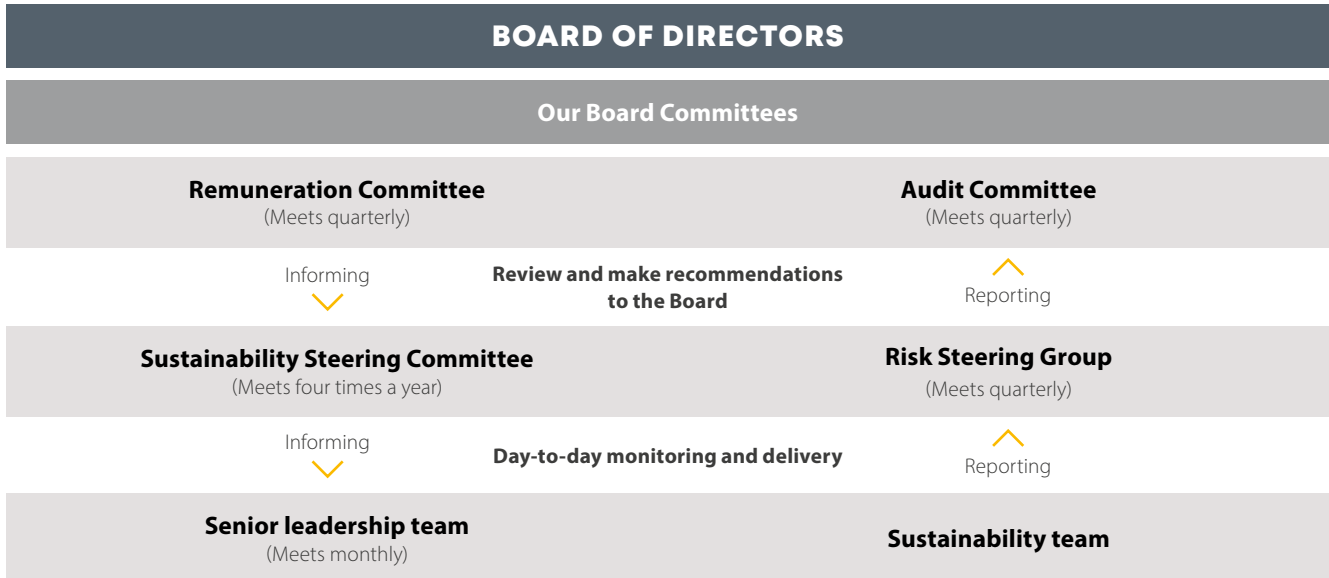 BOARD OF DIRECTORS
Our Board Committees
Remuneration Committee
(Meets quarterly)
Audit Committee
(Meets quarterly)
Informing
Review and make recommendations
to the Board
Reporting
Sustainability Steering Committee
(Meets four times a year)
Risk Steering Group
(Meets quarterly)
Informing
Day-to-day monitoring and delivery
Reporting
Senior leadership team
(Meets monthly)
Sustainability team